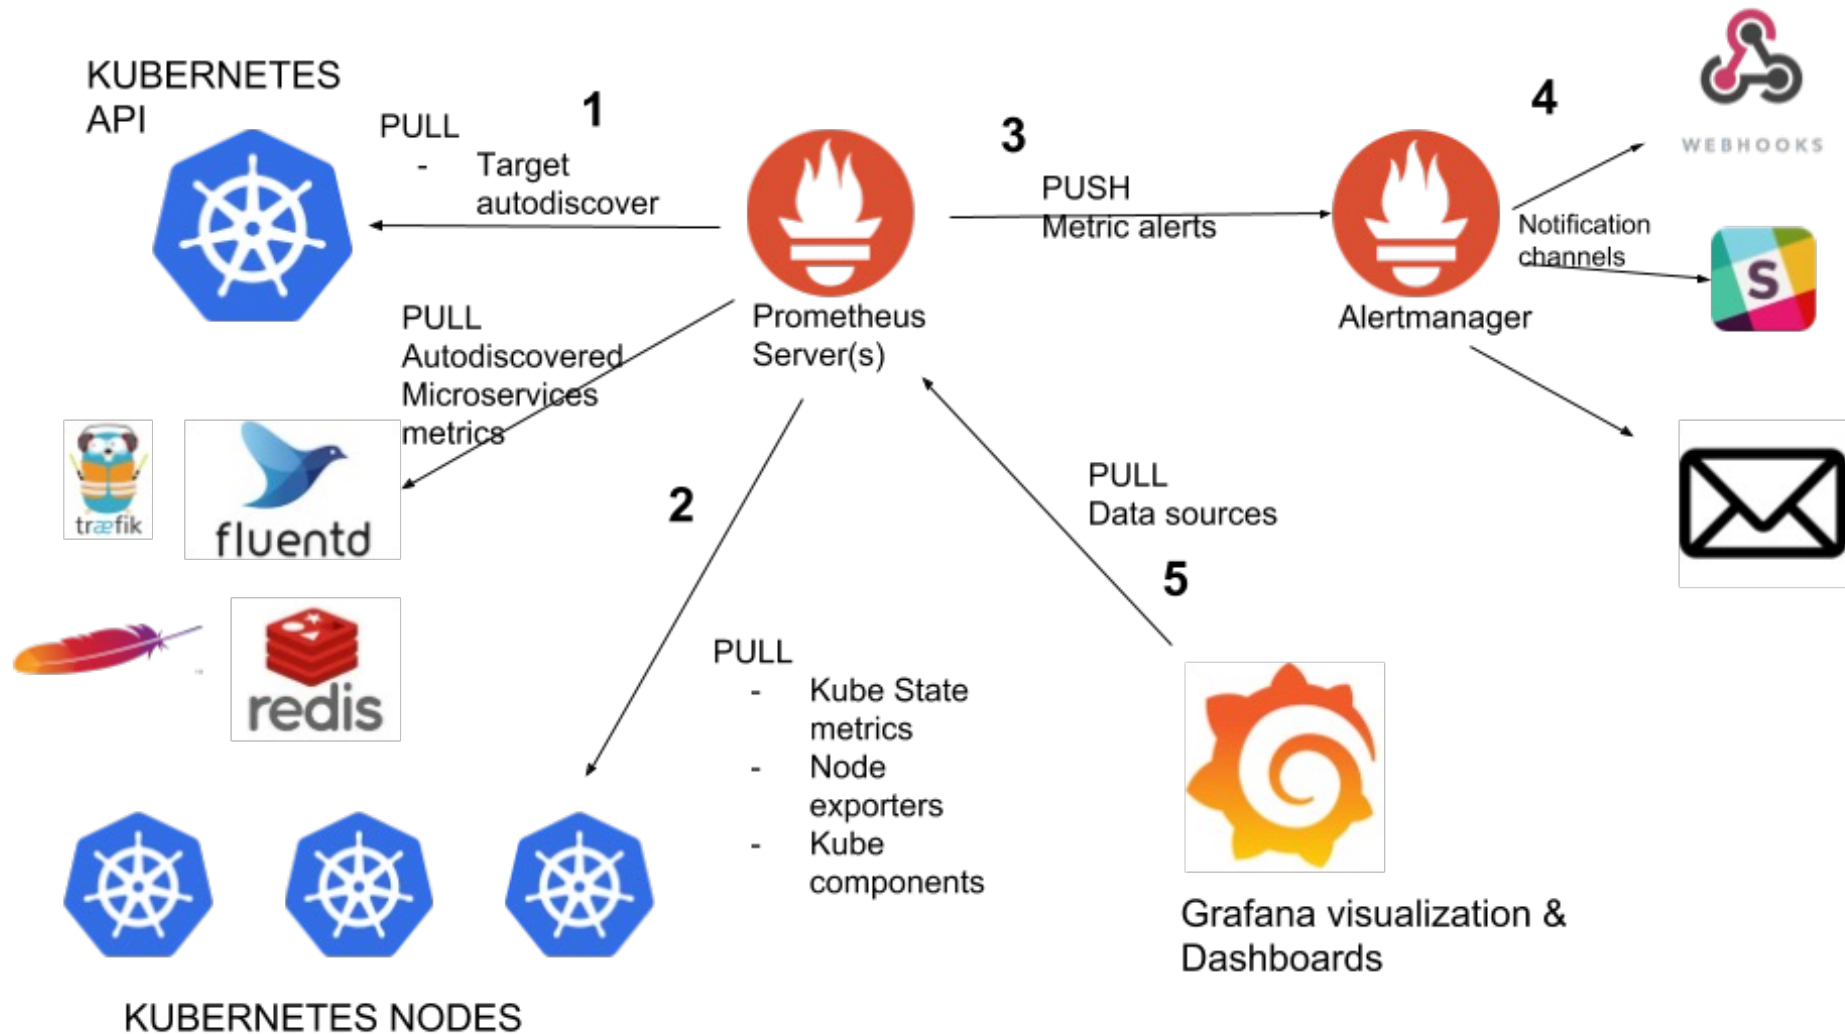 KUBERNETES
API
PULL
- Target
autodiscover
1
3
PUSH
Metric alerts
4
WEBHOOKS
Notification
channels
S
Prometheus
Server(s)
Alertmanager
PULL
Autodiscovered
Microservices
metrics
træfik
fluentd
redis
2
PULL
- Kube State
metrics
- Node
exporters
- Kube
components
PULL
Data sources
5
Grafana visualization &
Dashboards
KUBERNETES NODES